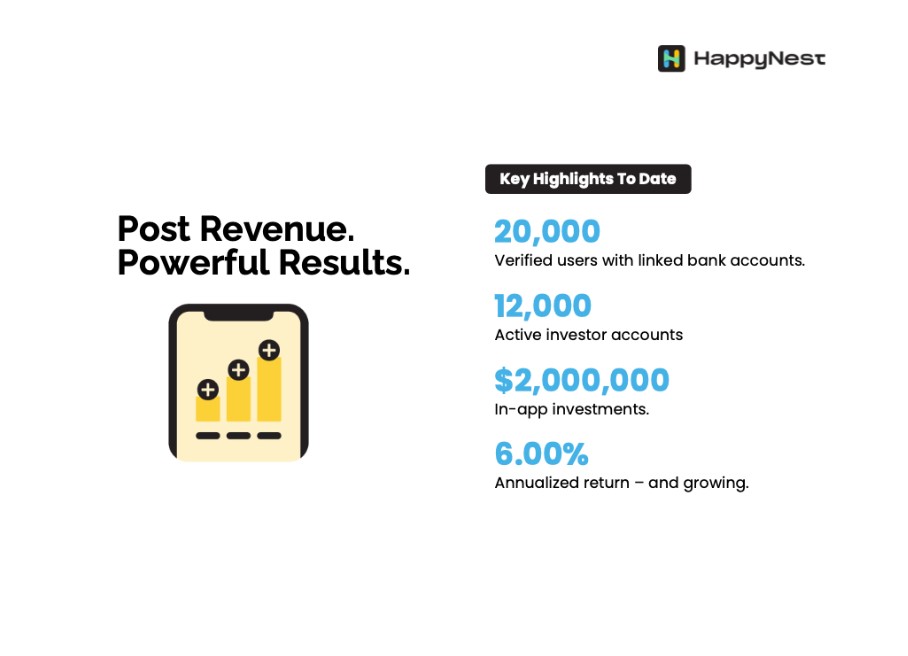 HappyNest
Key Highlights To Date
Post Revenue.
Powerful Results.
20,000
Verified users with linked bank accounts.
12,000
Active investor accounts
$2,000,000
In-app investments.
6.00%
Annualized return – and growing.